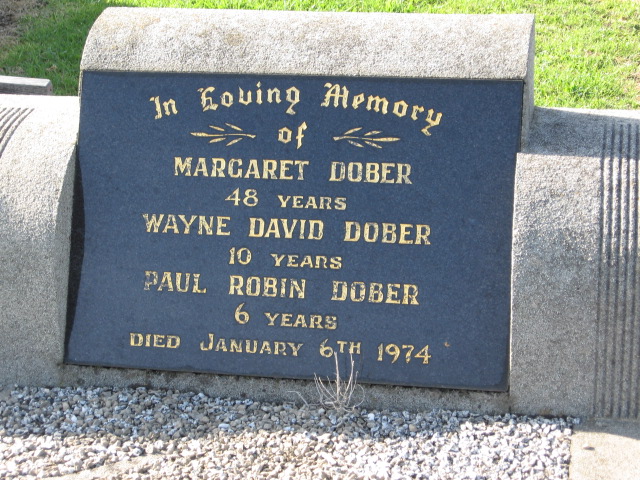 In Loving Memory
of
MARGARET DOBER
48 YEARS
WAYNE DAVID DOBER
10 YEARS
PAUL ROBIN DOBER
6 YEARS
DIED JANUARY 6TH 1974